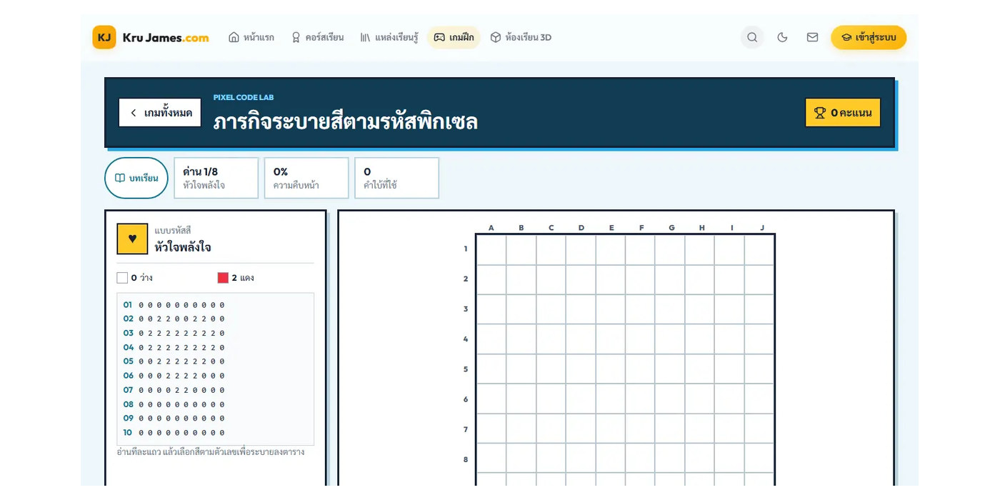 KJ Kru James.com หน้าแรก คอร์สเรียน แหล่งเรียนรู้ เกมฝึก ห้องเรียน 3D เข้าสู่ระบบ
PIXEL CODE LAB
เกมทั้งหมด ภารกิจระบายสีตามรหัสพิกเซล 0 คะแนน
บทเรียน
ด่าน 1/8
หัวใจพลังใจ
0%
ความคืบหน้า
0
คำใบ้ที่ใช้
แบบรหัสสี
หัวใจพลังใจ
0 ว่าง 2 แดง
01 0 0 0 0 0 0 0 0 0 0
02 0 0 2 2 0 0 2 2 0 0
03 0 2 2 2 2 2 2 2 2 0
04 0 2 2 2 2 2 2 2 2 0
05 0 0 2 2 2 2 2 2 0 0
06 0 0 0 2 2 2 2 0 0 0
07 0 0 0 0 2 2 0 0 0 0
08 0 0 0 0 0 0 0 0 0 0
09 0 0 0 0 0 0 0 0 0 0
10 0 0 0 0 0 0 0 0 0 0
อ่านทีละแถว แล้วเลือกสีตามตัวเลขเพื่อระบายลงตาราง
A B C D E F G H I J
1
2
3
4
5
6
7
8